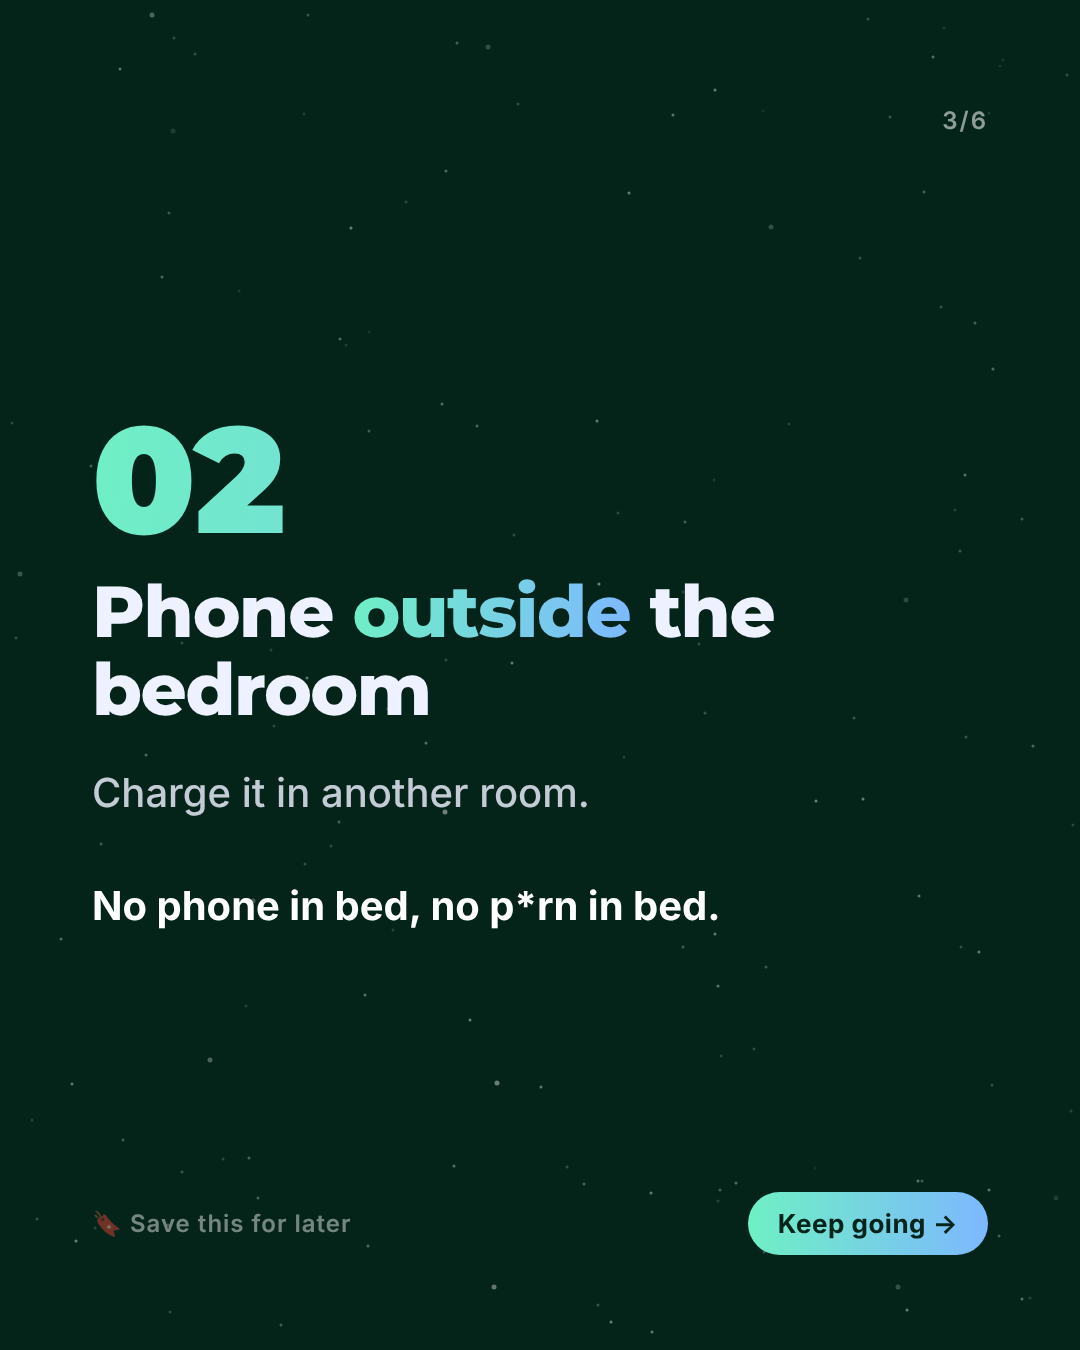 3/6
02
Phone outside the
bedroom
Charge it in another room.
No phone in bed, no p*rn in bed.
Save this for later
Keep going →